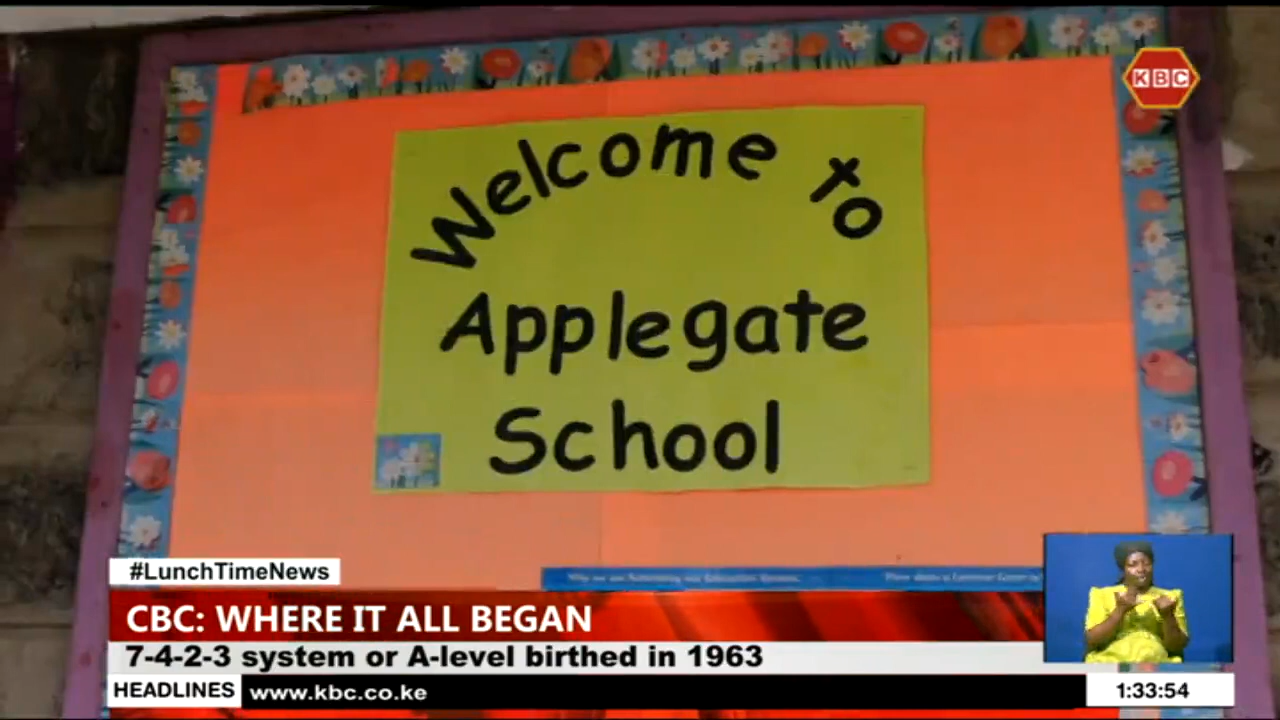 KBC
Welcome to
Applegate
School
#LunchTimeNews
CBC: WHERE IT ALL BEGAN
7-4-2-3 system or A-level birthed in 1963
HEADLINES www.kbc.co.ke 1:33:54